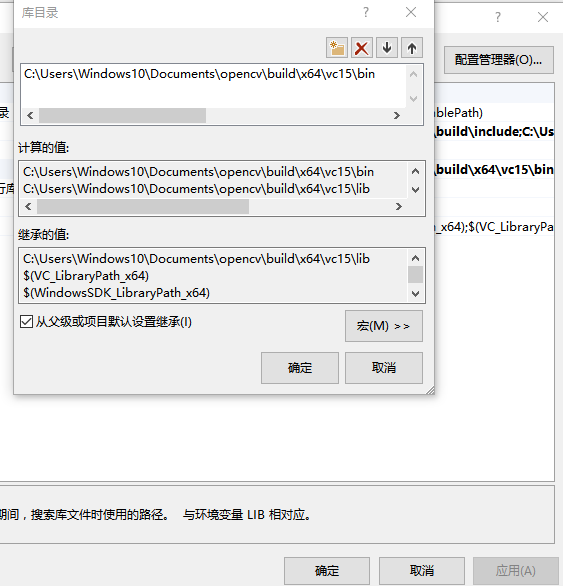 库目录
配置管理器(O)...
C:\Users\Windows10\Documents\opencv\build\x64\vc15\bin
录
ablePath)
\build\include;C:\Us
计算的值:
C:\Users\Windows10\Documents\opencv\build\x64\vc15\bin
\build\x64\vc15\bin
C:\Users\Windows10\Documents\opencv\build\x64\vc15\lib
行库
继承的值:
_x64);$(VC_LibraryPa
C:\Users\Windows10\Documents\opencv\build\x64\vc15\lib
$(VC_LibraryPath_x64)
$(WindowsSDK_LibraryPath_x64)
从父级或项目默认设置继承(I)
宏(M) >>
确定
取消
期间，搜索库文件时使用的路径。 与环境变量 LIB 相对应。
确定
取消
应用(A)